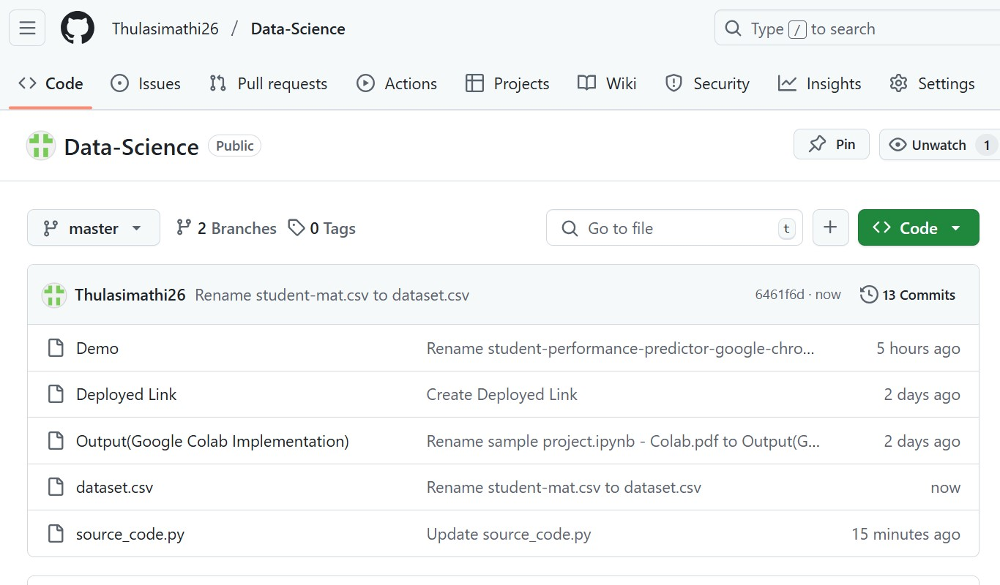 Thulasimathi26 / Data-Science Type / to search
Code Issues Pull requests Actions Projects Wiki Security Insights Settings
Data-Science Public Pin Unwatch 1
master 2 Branches 0 Tags Go to file t + Code
Thulasimathi26 Rename student-mat.csv to dataset.csv 6461f6d · now 13 Commits
Demo Rename student-performance-predictor-google-chro... 5 hours ago
Deployed Link Create Deployed Link 2 days ago
Output(Google Colab Implementation) Rename sample project.ipynb - Colab.pdf to Output(G... 2 days ago
dataset.csv Rename student-mat.csv to dataset.csv now
source_code.py Update source_code.py 15 minutes ago